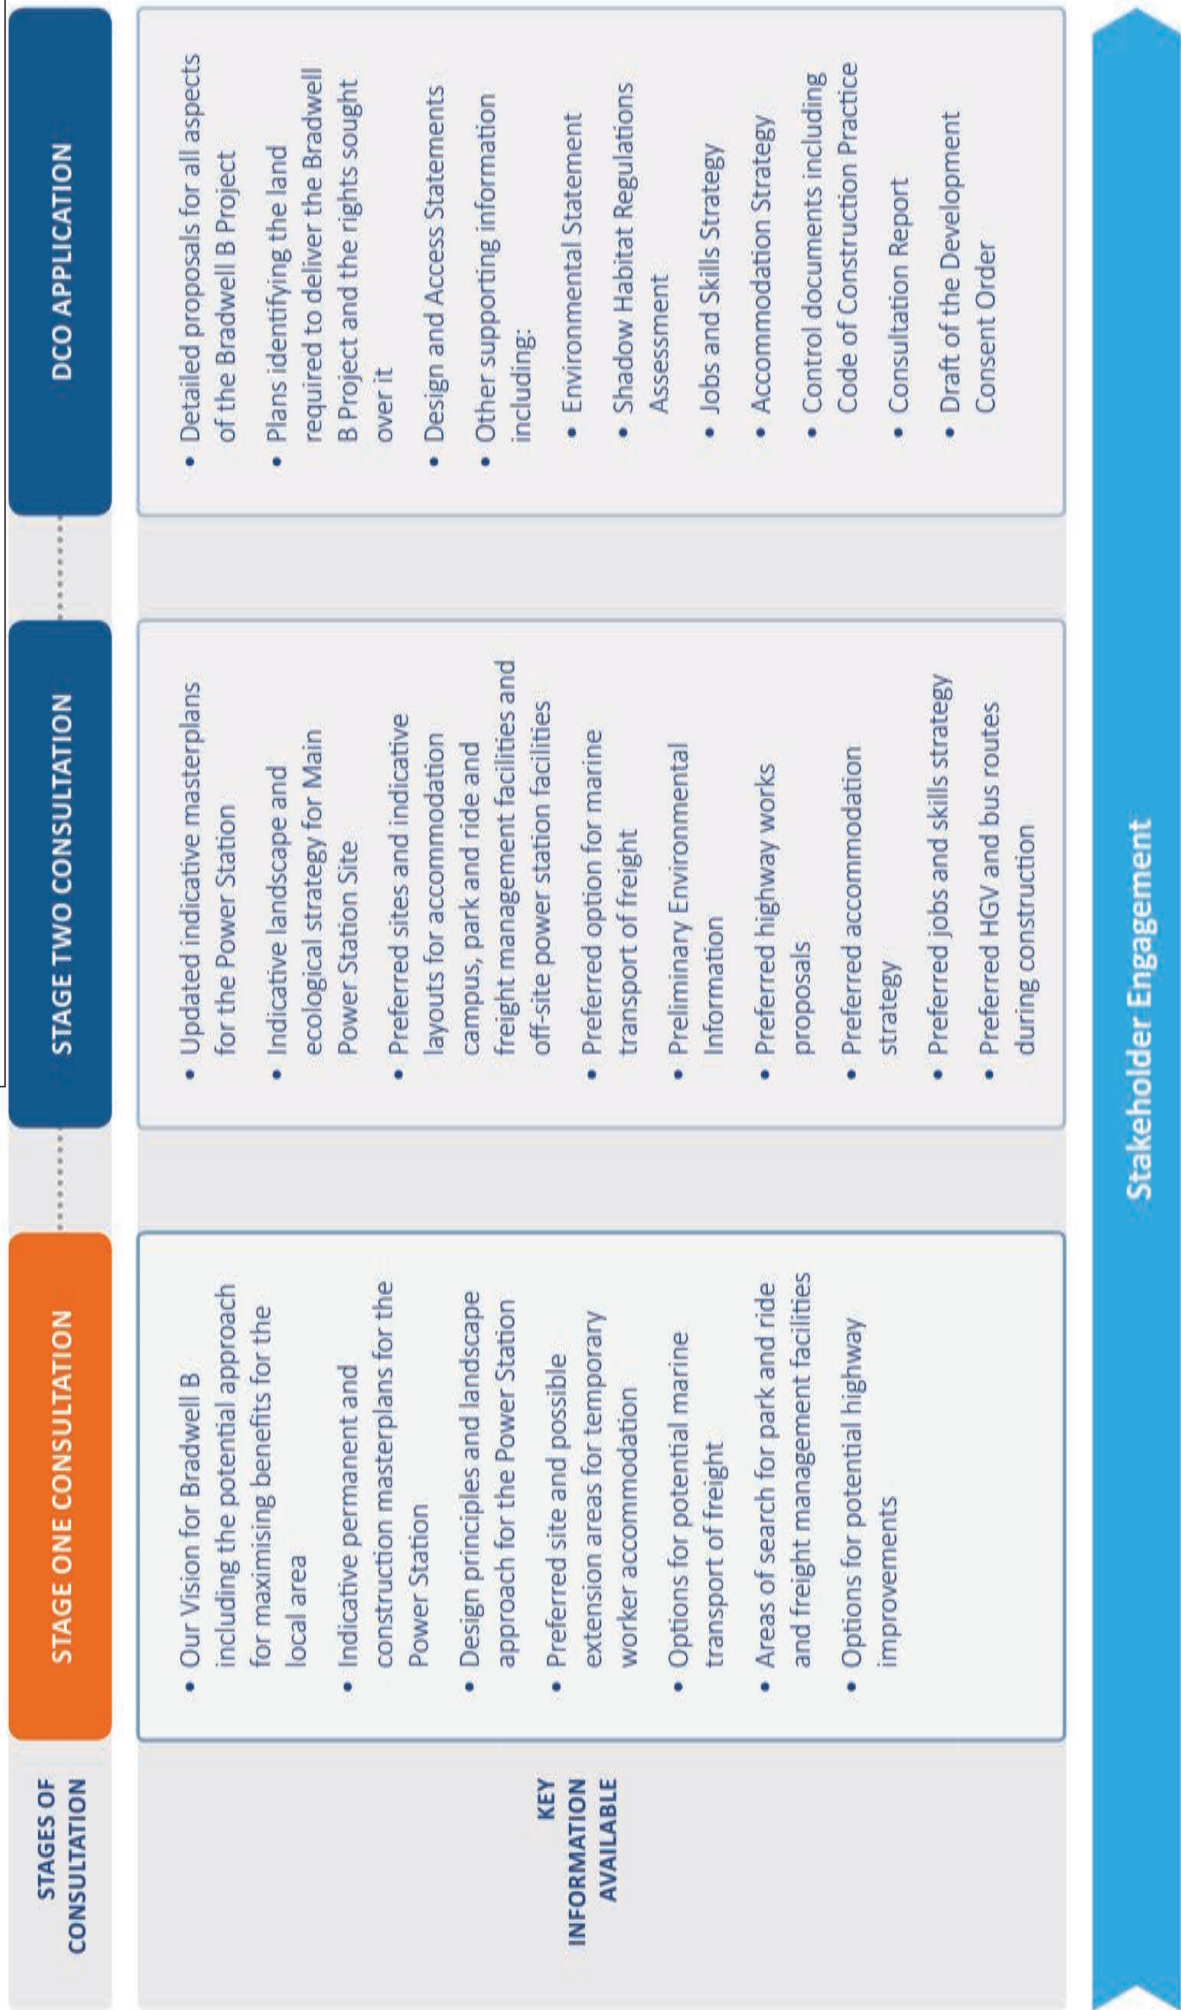 STAGES OF
CONSULTATION
STAGE ONE CONSULTATION
STAGE TWO CONSULTATION
DCO APPLICATION
KEY
INFORMATION
AVAILABLE
• Our Vision for Bradwell B
including the potential approach
for maximising benefits for the
local area
• Indicative permanent and
construction masterplans for the
Power Station
• Design principles and landscape
approach for the Power Station
• Preferred site and possible
extension areas for temporary
worker accommodation
• Options for potential marine
transport of freight
• Areas of search for park and ride
and freight management facilities
• Options for potential highway
improvements
• Updated indicative masterplans
for the Power Station
• Indicative landscape and
ecological strategy for Main
Power Station Site
• Preferred sites and indicative
layouts for accommodation
campus, park and ride and
freight management facilities and
off-site power station facilities
• Preferred option for marine
transport of freight
• Preliminary Environmental
Information
• Preferred highway works
proposals
• Preferred accommodation
strategy
• Preferred jobs and skills strategy
• Preferred HGV and bus routes
during construction
• Detailed proposals for all aspects
of the Bradwell B Project
• Plans identifying the land
required to deliver the Bradwell
B Project and the rights sought
over it
• Design and Access Statements
• Other supporting information
including:
• Environmental Statement
• Shadow Habitat Regulations
Assessment
• Jobs and Skills Strategy
• Accommodation Strategy
• Control documents including
Code of Construction Practice
• Consultation Report
• Draft of the Development
Consent Order
Stakeholder Engagement